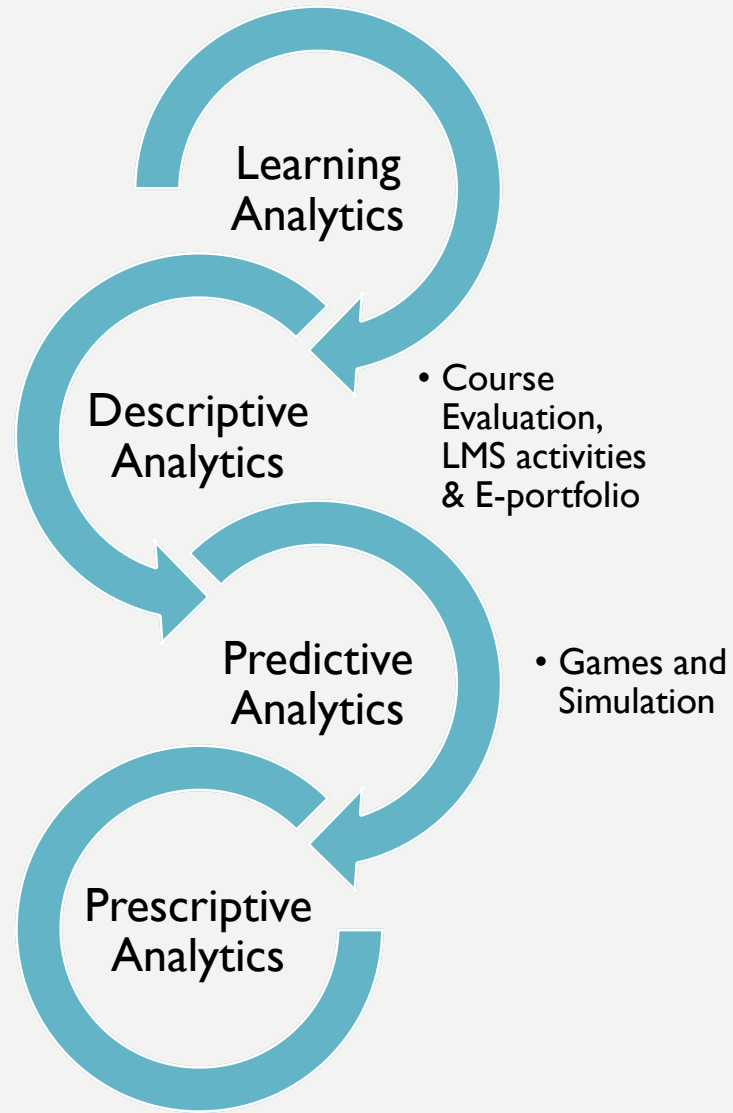 Learning
Analytics
Descriptive
Analytics
• Course
Evaluation,
LMS activities
& E-portfolio
Predictive
Analytics
• Games and
Simulation
Prescriptive
Analytics